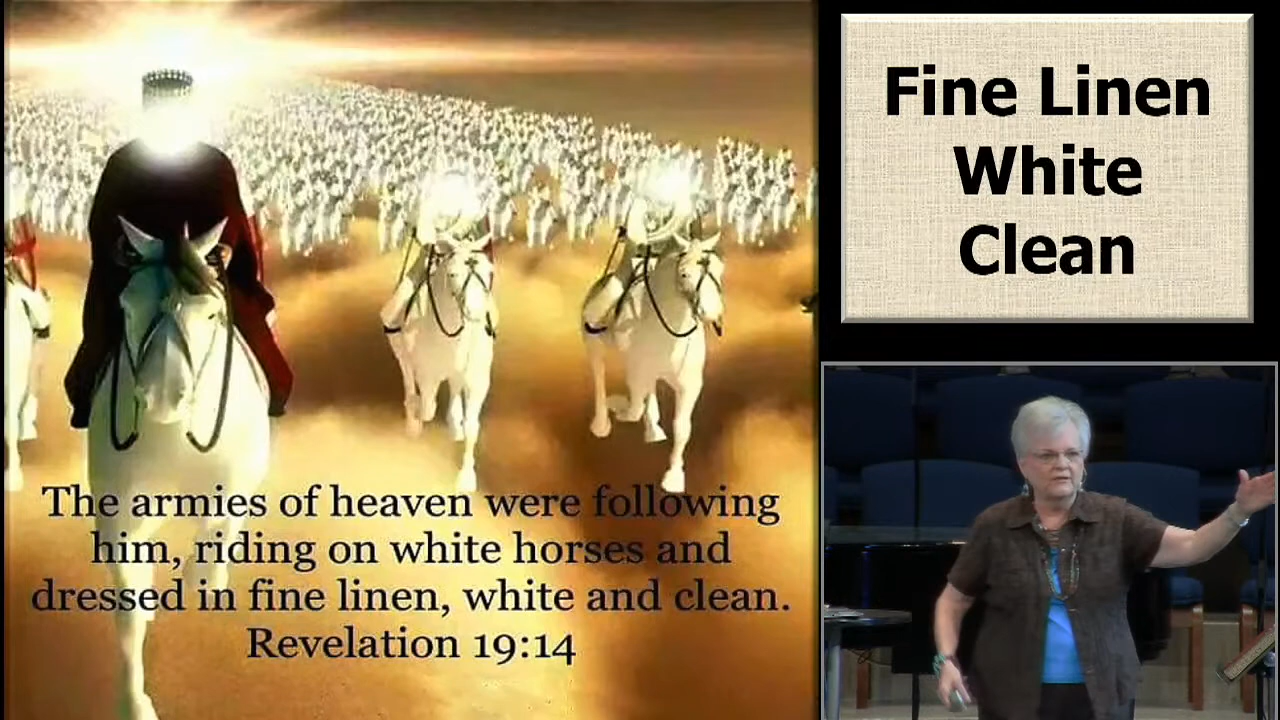 Fine Linen
White
Clean
The armies of heaven were following
him, riding on white horses and
dressed in fine linen, white and clean.
Revelation 19:14